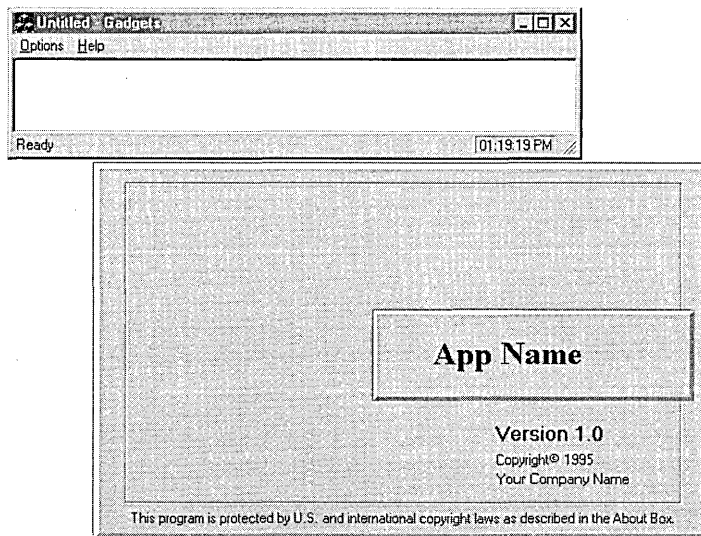 Untitled - Gadgets
Options Help
Ready 01:19:19 PM
App Name
Version 1.0
Copyright© 1995
Your Company Name
This program is protected by U.S. and international copyright laws as described in the About Box.